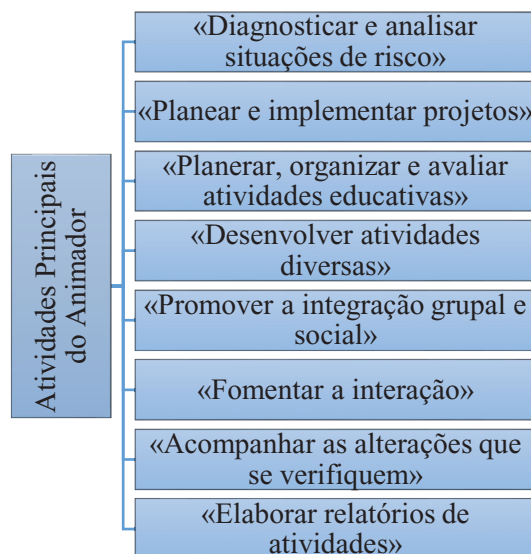 Atividades Principais
do Animador
«Diagnosticar e analisar
situações de risco»
«Planear e implementar projetos»
«Planerar, organizar e avaliar
atividades educativas»
«Desenvolver atividades
diversas»
«Promover a integração grupal e
social»
«Fomentar a interação»
«Acompanhar as alterações que
se verifiquem»
«Elaborar relatórios de
atividades»